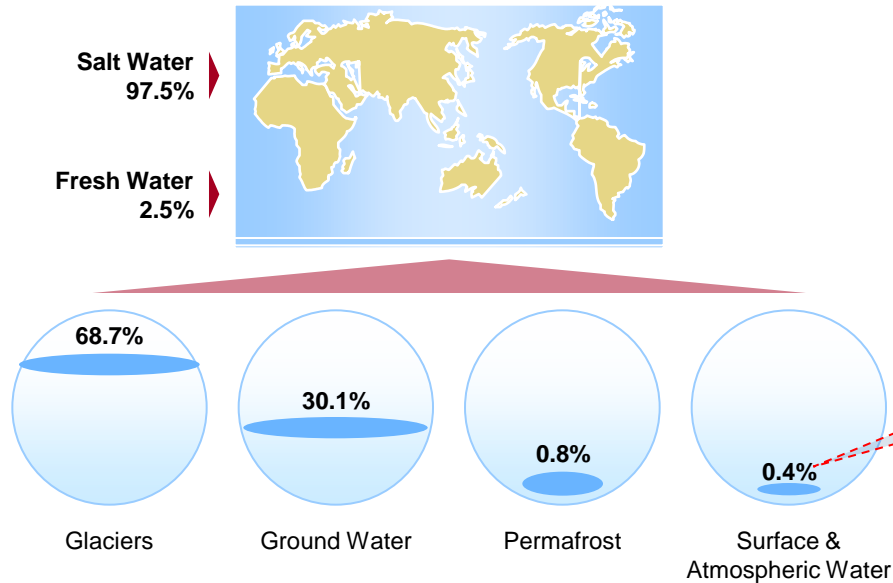 Salt Water
97.5%
Fresh Water
2.5%
68.7%
30.1%
0.8%
0.4%
Glaciers
Ground Water
Permafrost
Surface &
Atmospheric Water